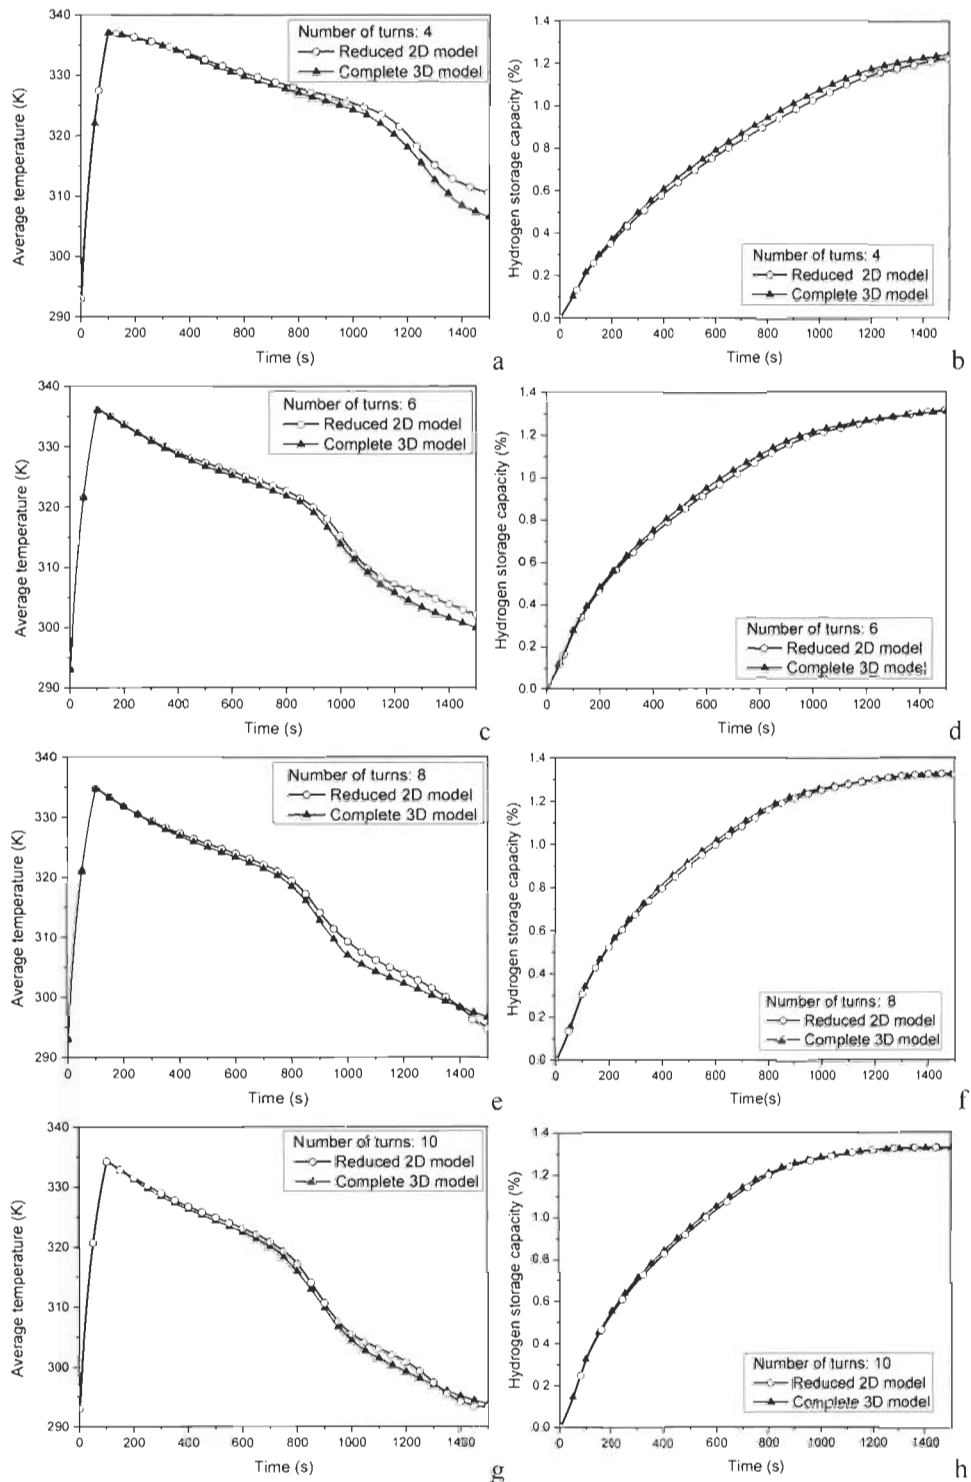 340
330
320
310
300
290
Average temperature (K)
Number of turns: 4
Reduced 2D model
Complete 3D model
0 200 400 600 800 1000 1200 1400
Time (s)
a
1.4
1.2
1.0
0.8
0.6
0.4
0.2
0.0
Hydrogen storage capacity (%)
Number of turns: 4
Reduced 2D model
Complete 3D model
0 200 400 600 800 1000 1200 1400
Time (s)
b
340
330
320
310
300
290
Average temperature (K)
Number of turns: 6
Reduced 2D model
Complete 3D model
0 200 400 600 800 1000 1200 1400
Time (s)
c
1.4
1.2
1.0
0.8
0.6
0.4
0.2
0.0
Hydrogen storage capacity (%)
Number of turns: 6
Reduced 2D model
Complete 3D model
0 200 400 600 800 1000 1200 1400
Time (s)
d
340
330
320
310
300
290
Average temperature (K)
Number of turns: 8
Reduced 2D model
Complete 3D model
0 200 400 600 800 1000 1200 1400
Time (s)
e
1.4
1.2
1.0
0.8
0.6
0.4
0.2
0.0
Hydrogen storage capacity (%)
Number of turns: 8
Reduced 2D model
Complete 3D model
0 200 400 600 800 1000 1200 1400
Time(s)
f
340
330
320
310
300
290
Average temperature (K)
Number of turns: 10
Reduced 2D model
Complete 3D model
0 200 400 600 800 1000 1200 1400
Time (s)
g
1.4
1.2
1.0
0.8
0.6
0.4
0.2
0.0
Hydrogen storage capacity (%)
Number of turns: 10
Reduced 2D model
Complete 3D model
0 200 400 600 800 1000 1200 1400
Time (s)
h